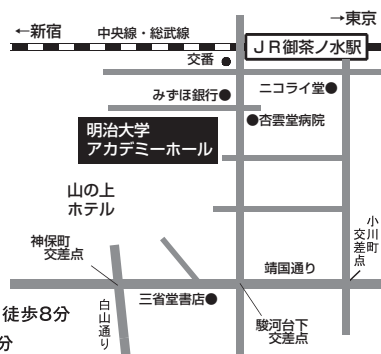 →東京
←新宿
中央線・総武線
JR御茶ノ水駅
交番
ニコライ堂
みずほ銀行
杏雲堂病院
明治大学
アカデミーホール
山の上
ホテル
小川町
交差点
神保町
交差点
靖国通り
白山通り
三省堂書店
徒歩8分
駿河台下
交差点
分